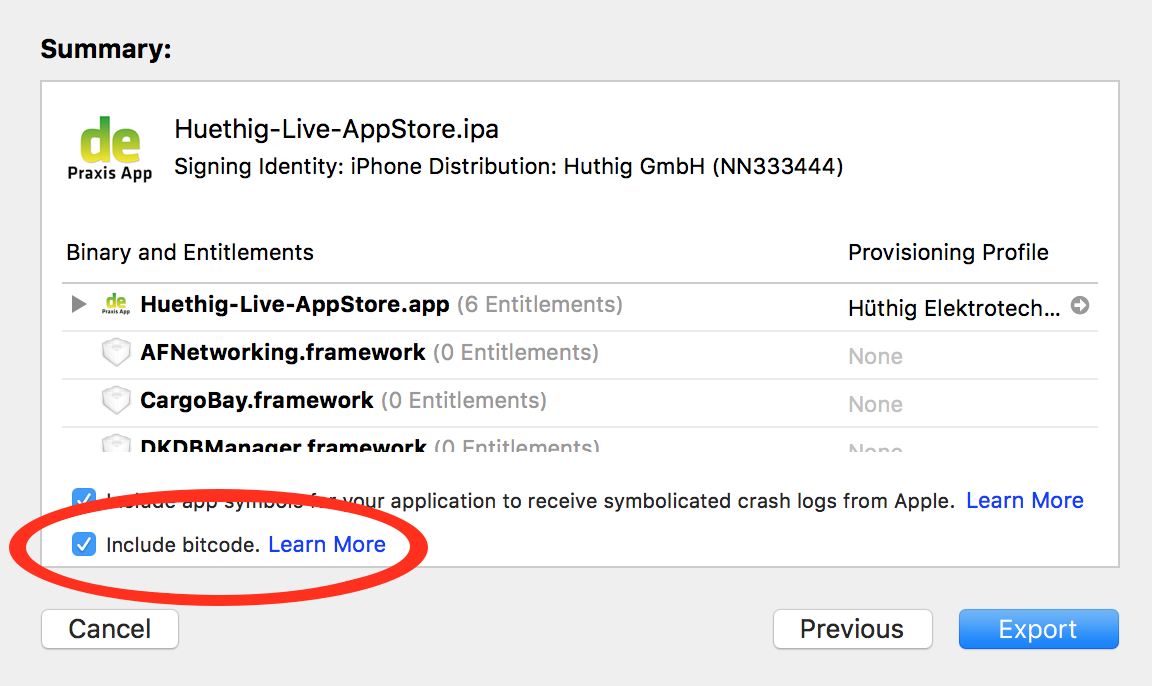 Summary:
de
Praxis App
Huethig-Live-AppStore.ipa
Signing Identity: iPhone Distribution: Huthig GmbH (NN333444)
Binary and Entitlements
Provisioning Profile
de
Praxis App
Huethig-Live-AppStore.app (6 Entitlements)
Hüthig Elektrotech...
AFNetworking.framework (0 Entitlements)
None
CargoBay.framework (0 Entitlements)
None
DKDBManager.framework (0 Entitlements)
None
Include app symbols for your application to receive symbolicated crash logs from Apple. Learn More
Include bitcode. Learn More
Cancel
Previous
Export